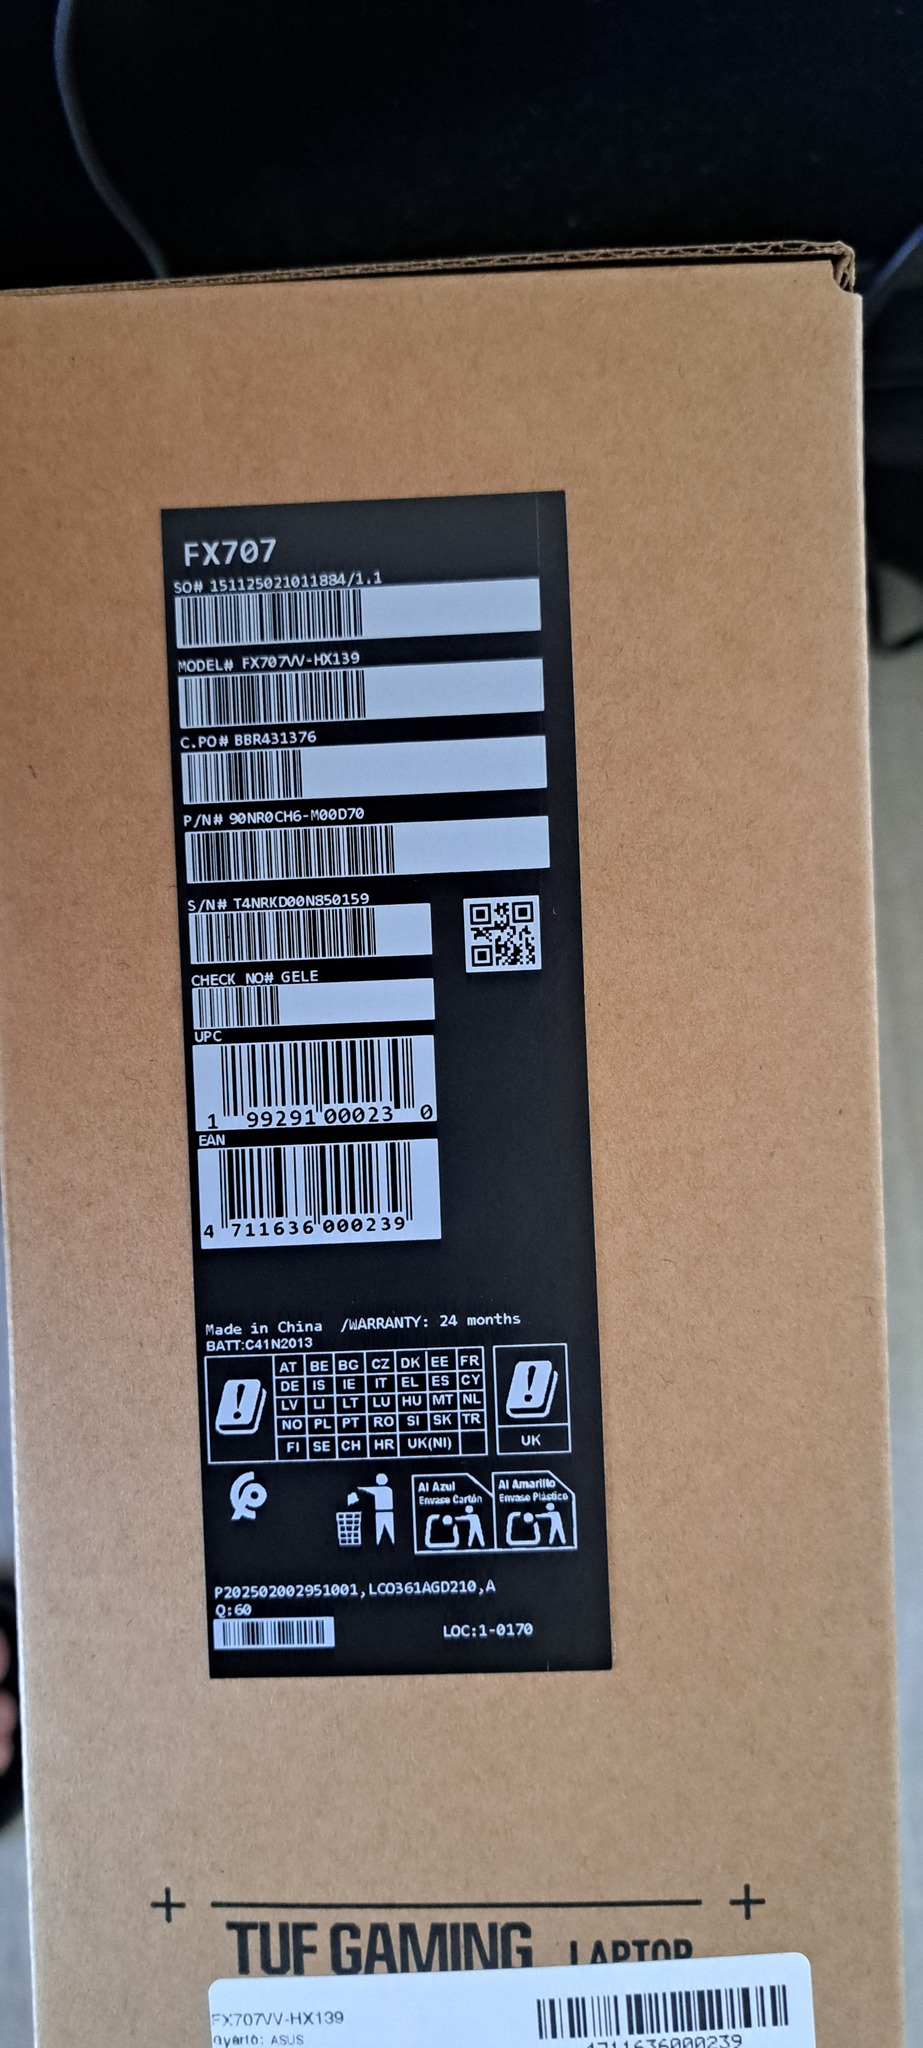 FX707
SO# 151125021011884/1.1
MODEL# FX707VV-HX139
C.PO# BBR431376
P/N# 90NR0CH6-M00D70
S/N# T4NRKD00N850159
CHECK NO# GELE
UPC
1 99291 00023 0
EAN
4 711636 000239
Made in China /WARRANTY: 24 months
BATT:C41N2013
AT BE BG CZ DK EE FR
DE IS IE IT EL ES CY
LV LI LT LU HU MT NL
NO PL PT RO SI SK TR
FI SE CH HR UK(NI)
UK
Al Azul
Envase Cartón
Al Amarillo
Envase Plástico
P202502002951001,LCO361AGD210,A
Q:60
LOC:1-0170
TUF GAMING LAPTOP
FX707VV-HX139
Gyártó: ASUS
4711636000239